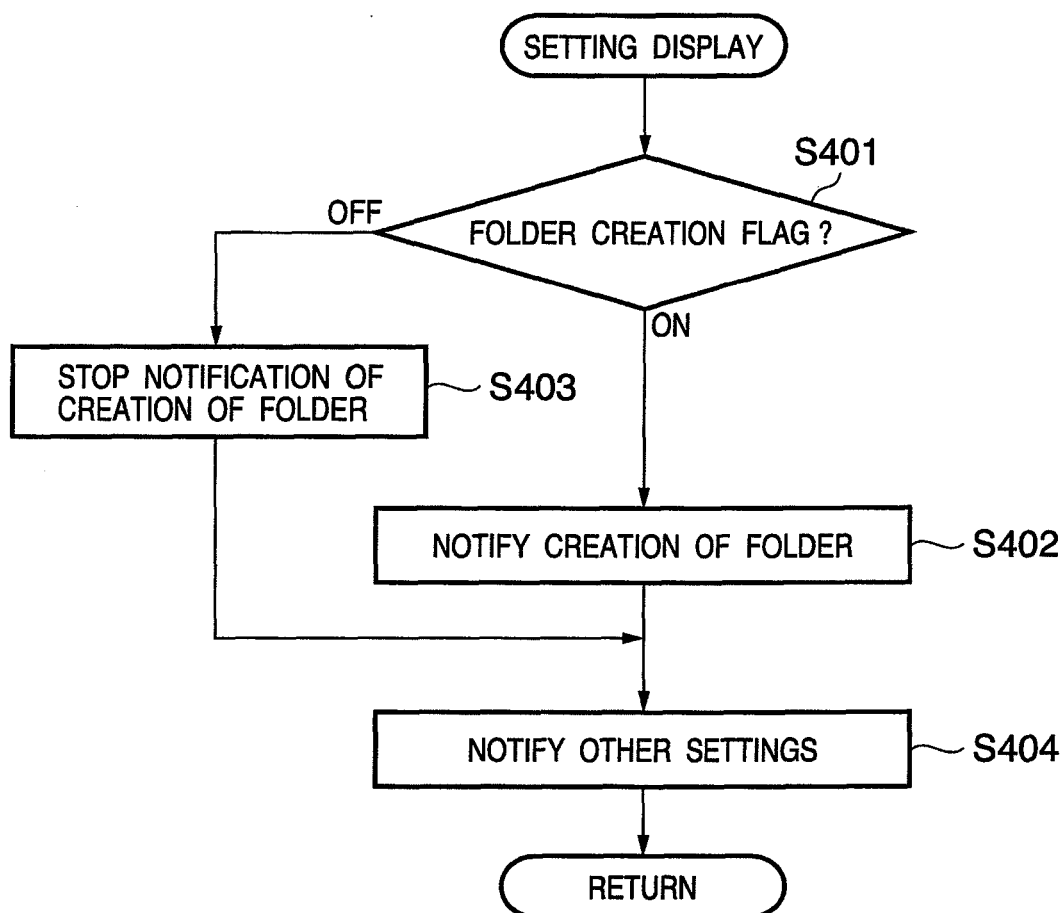 SETTING DISPLAY
S401
OFF
FOLDER CREATION FLAG ?
ON
STOP NOTIFICATION OF
CREATION OF FOLDER
S403
NOTIFY CREATION OF FOLDER
S402
NOTIFY OTHER SETTINGS
S404
RETURN